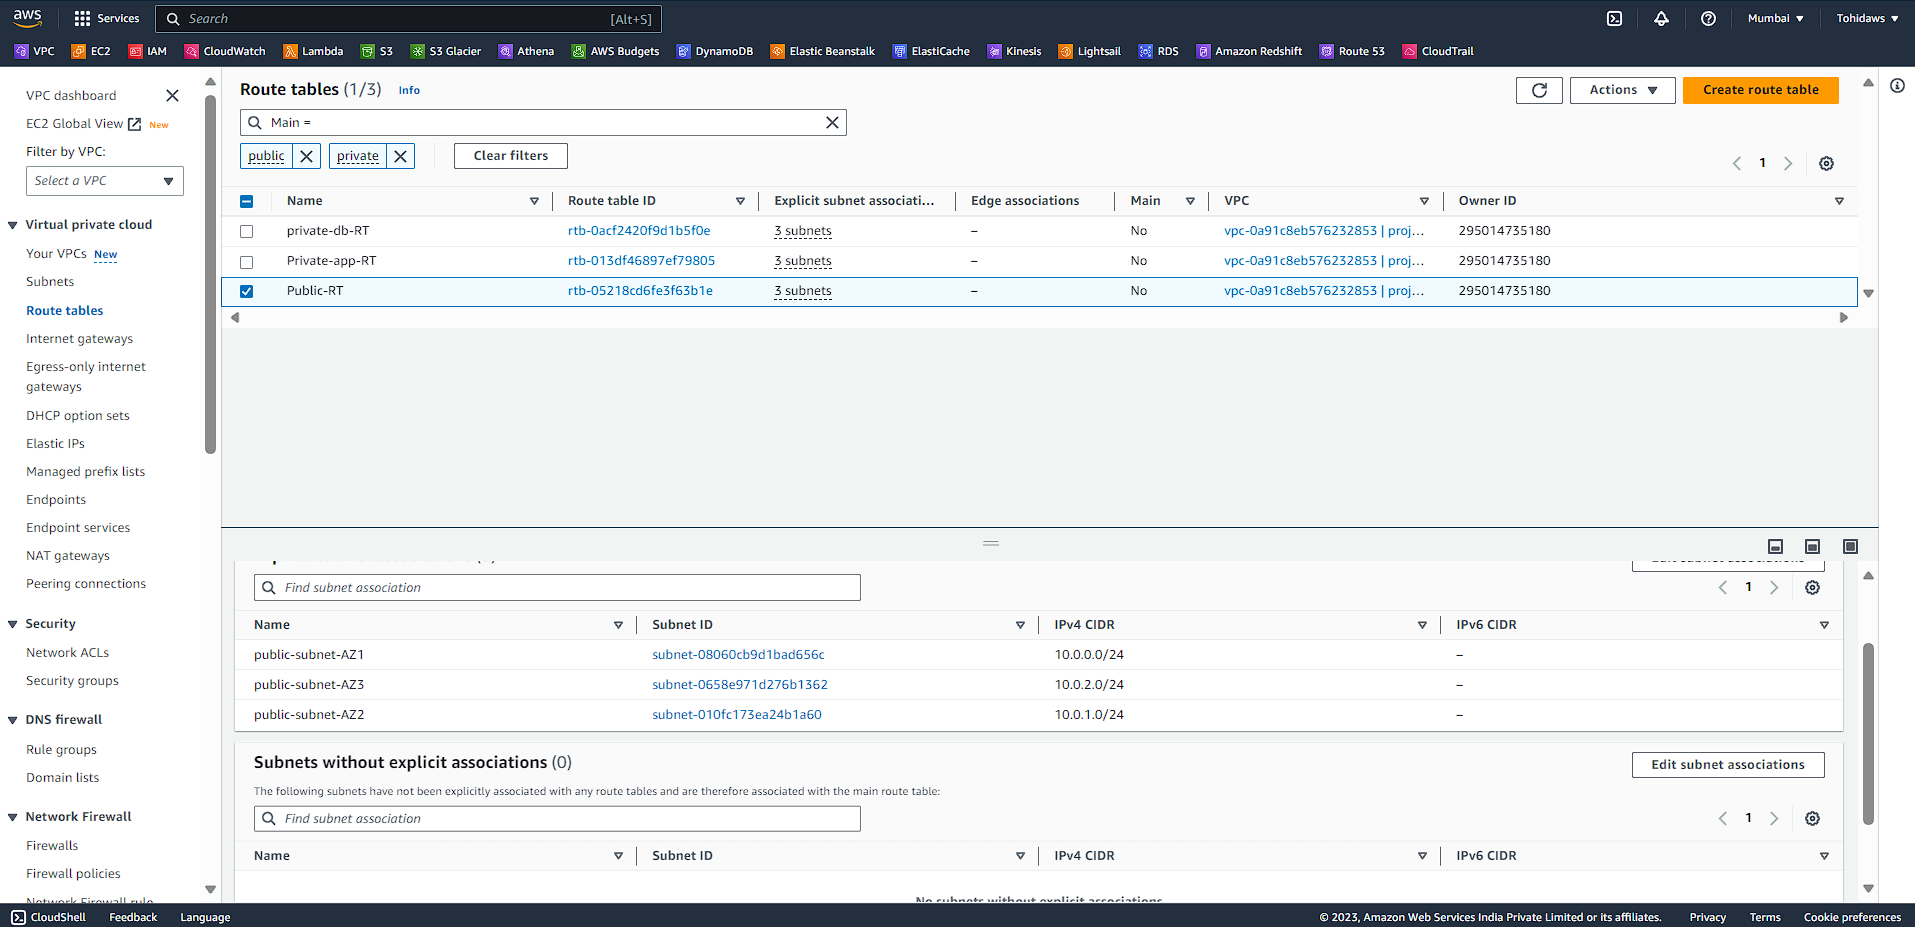 aws Services Search [Alt+S] Mumbai Tohidaws
VPC EC2 IAM CloudWatch Lambda S3 S3 Glacier Athena AWS Budgets DynamoDB Elastic Beanstalk ElastiCache Kinesis Lightsail RDS Amazon Redshift Route 53 CloudTrail
VPC dashboard
EC2 Global View New
Filter by VPC:
Select a VPC
Virtual private cloud
Your VPCs New
Subnets
Route tables
Internet gateways
Egress-only internet
gateways
DHCP option sets
Elastic IPs
Managed prefix lists
Endpoints
Endpoint services
NAT gateways
Peering connections
Security
Network ACLs
Security groups
DNS firewall
Rule groups
Domain lists
Network Firewall
Firewalls
Firewall policies
Network Firewall rule
Route tables (1/3) Info Actions Create route table
Main =
public private Clear filters
1
Name Route table ID Explicit subnet associati... Edge associations Main VPC Owner ID
private-db-RT rtb-0acf2420f9d1b5f0e 3 subnets – No vpc-0a91c8eb576232853 | proj... 295014735180
Private-app-RT rtb-013df46897ef79805 3 subnets – No vpc-0a91c8eb576232853 | proj... 295014735180
Public-RT rtb-05218cd6fe3f63b1e 3 subnets – No vpc-0a91c8eb576232853 | proj... 295014735180
Edit subnet associations
Find subnet association 1
Name Subnet ID IPv4 CIDR IPv6 CIDR
public-subnet-AZ1 subnet-08060cb9d1bad656c 10.0.0.0/24 –
public-subnet-AZ3 subnet-0658e971d276b1362 10.0.2.0/24 –
public-subnet-AZ2 subnet-010fc173ea24b1a60 10.0.1.0/24 –
Subnets without explicit associations (0) Edit subnet associations
The following subnets have not been explicitly associated with any route tables and are therefore associated with the main route table:
Find subnet association 1
Name Subnet ID IPv4 CIDR IPv6 CIDR
No subnets without explicit associations
CloudShell Feedback Language © 2023, Amazon Web Services India Private Limited or its affiliates. Privacy Terms Cookie preferences